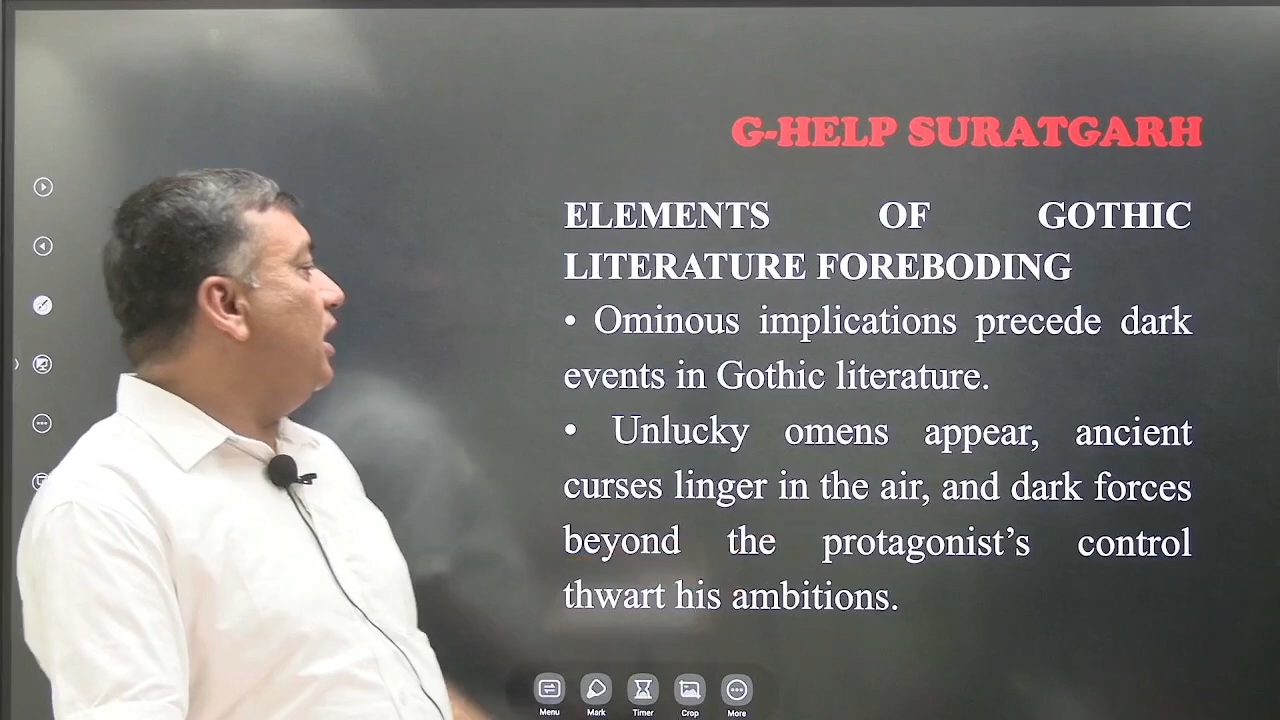 G-HELP SURATGARH
ELEMENTS OF GOTHIC
LITERATURE FOREBODING
• Ominous implications precede dark
events in Gothic literature.
• Unlucky omens appear, ancient
curses linger in the air, and dark forces
beyond the protagonist's control
thwart his ambitions.
Menu Mark Timer Crop More